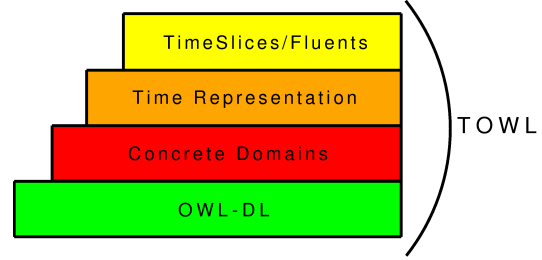 TimeSlices/Fluents
Time Representation
TOWL
Concrete Domains
OWL-DL